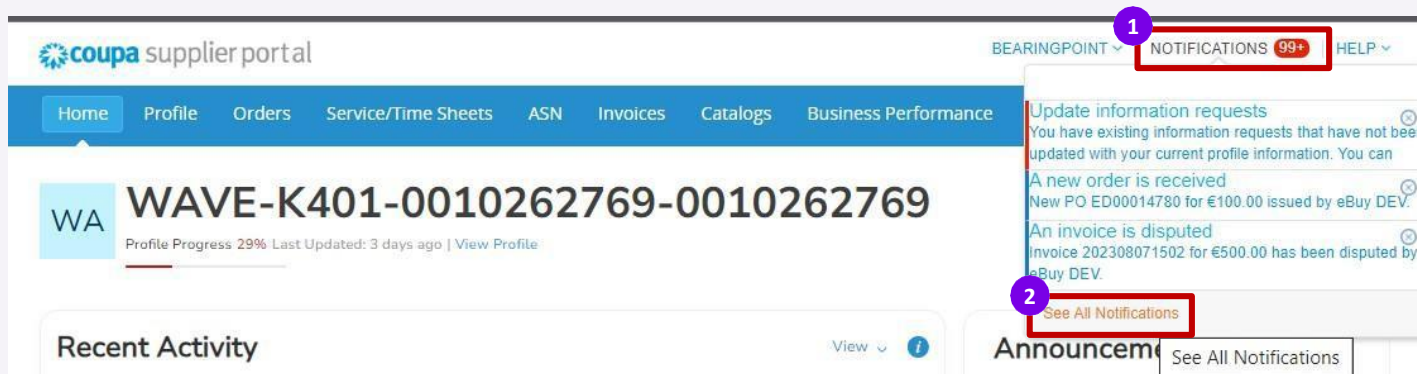 1
coupa supplier portal
BEARINGPOINT NOTIFICATIONS 99+ HELP
Home Profile Orders Service/Time Sheets ASN Invoices Catalogs Business Performance
Update information requests
You have existing information requests that have not bee
updated with your current profile information. You can
A new order is received
New PO ED00014780 for €100.00 issued by eBuy DEV.
An invoice is disputed
Invoice 202308071502 for €500.00 has been disputed by
eBuy DEV.
2
See All Notifications
See All Notifications
WA
WAVE-K401-0010262769-0010262769
Profile Progress 29% Last Updated: 3 days ago | View Profile
Recent Activity
View i
Announceme